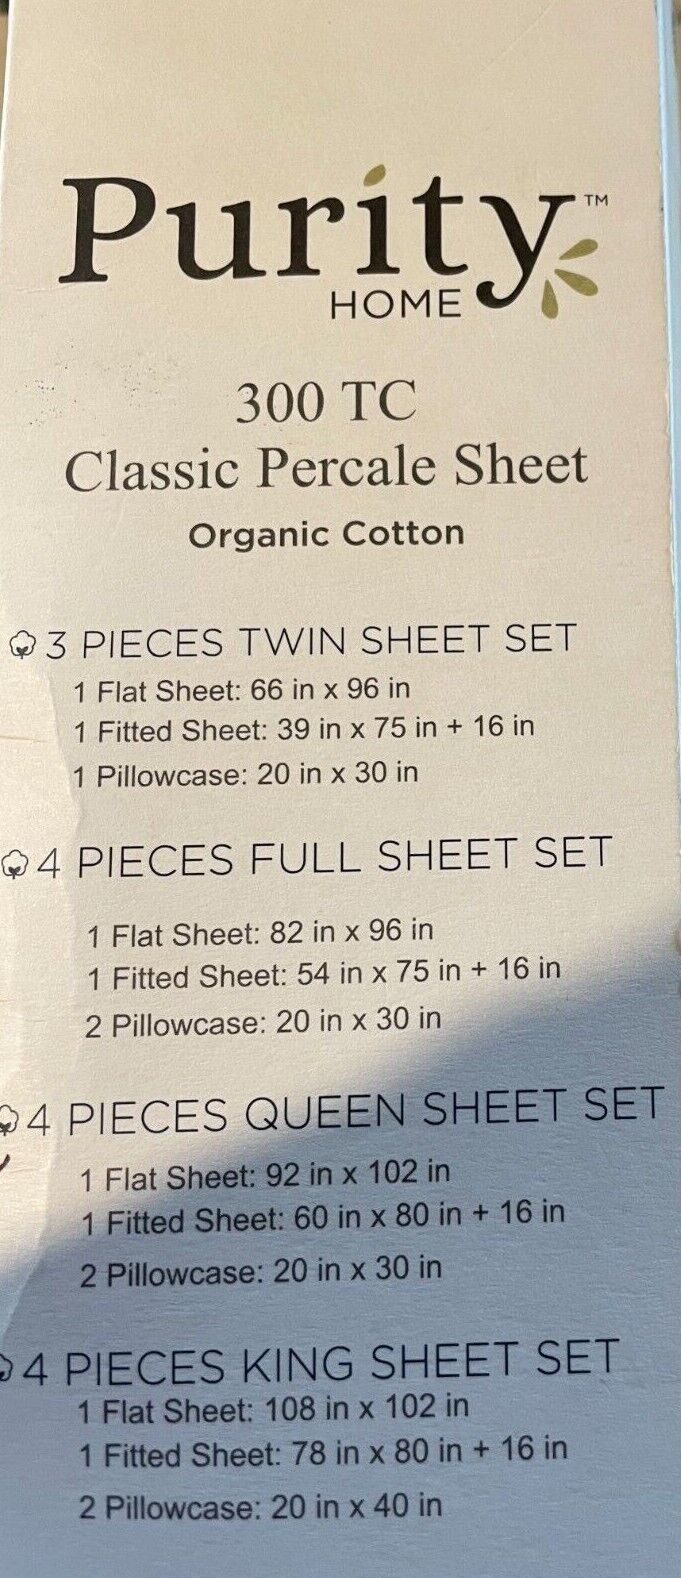 Purity™
HOME
300 TC
Classic Percale Sheet
Organic Cotton
3 PIECES TWIN SHEET SET
1 Flat Sheet: 66 in x 96 in
1 Fitted Sheet: 39 in x 75 in + 16 in
1 Pillowcase: 20 in x 30 in
4 PIECES FULL SHEET SET
1 Flat Sheet: 82 in x 96 in
1 Fitted Sheet: 54 in x 75 in + 16 in
2 Pillowcase: 20 in x 30 in
4 PIECES QUEEN SHEET SET
1 Flat Sheet: 92 in x 102 in
1 Fitted Sheet: 60 in x 80 in + 16 in
2 Pillowcase: 20 in x 30 in
4 PIECES KING SHEET SET
1 Flat Sheet: 108 in x 102 in
1 Fitted Sheet: 78 in x 80 in + 16 in
2 Pillowcase: 20 in x 40 in